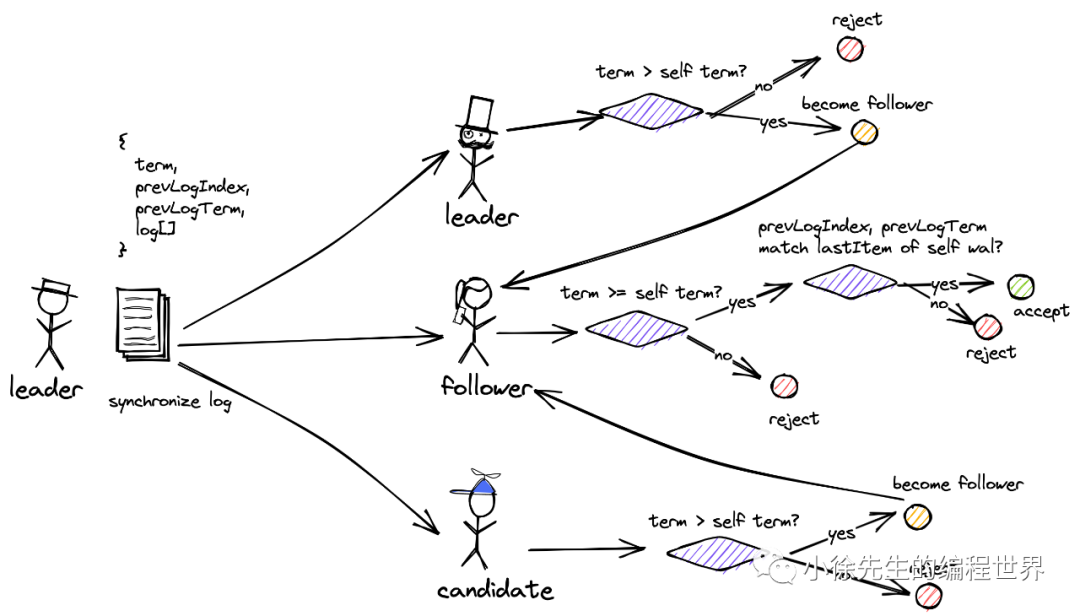 reject
term > self term?
no
become follower
yes
{
term,
prevLogIndex,
prevLogTerm,
log[]
}
leader
prevLogIndex, prevLogTerm
match lastItem of self wal?
term >= self term?
yes
yes
no
accept
reject
no
leader
synchronize log
follower
reject
become follower
term > self term?
yes
小徐先生的编程世界
candidate